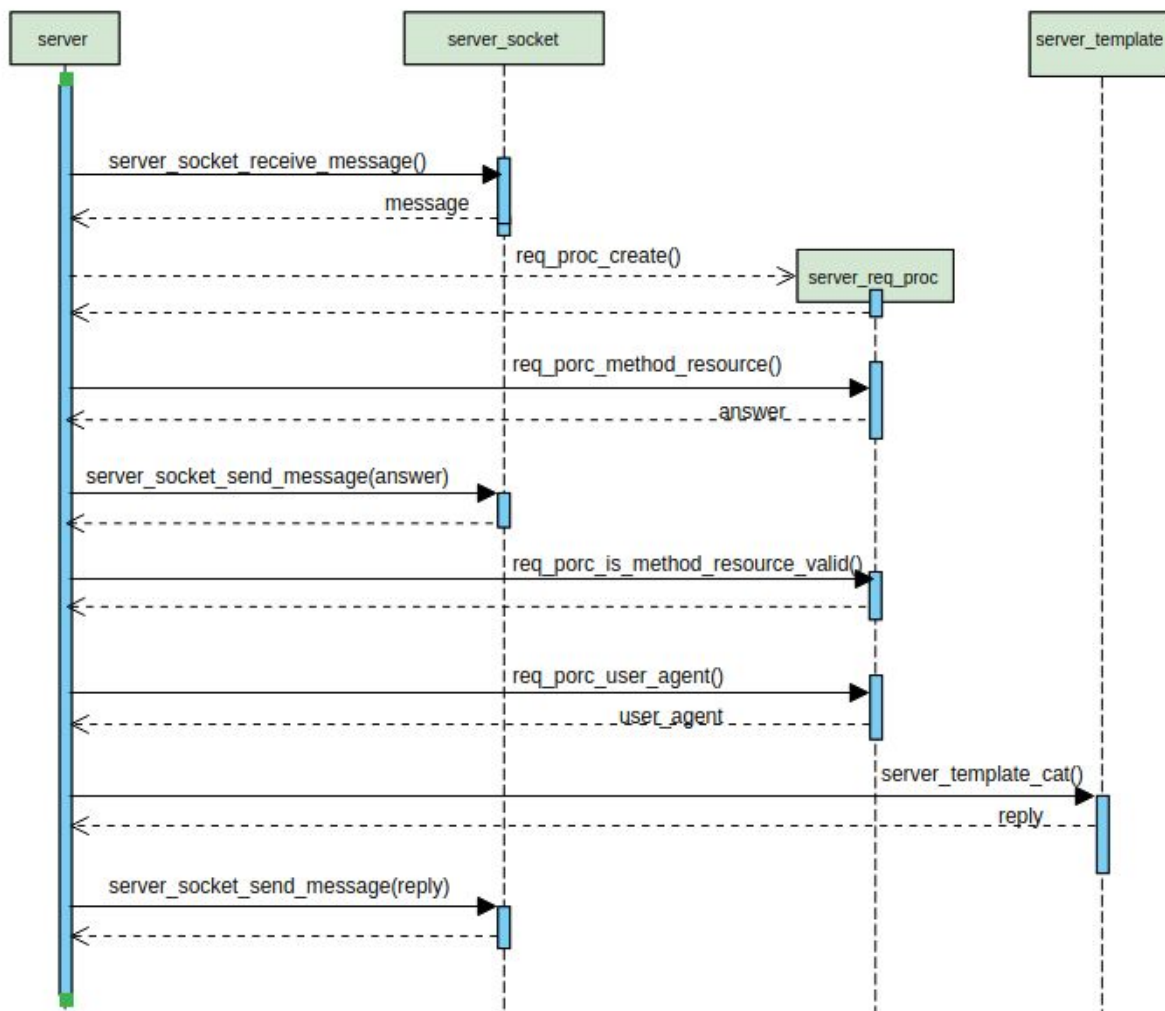 server
server_socket
server_template
server_socket_receive_message()
message
req_proc_create()
server_req_proc
req_porc_method_resource()
answer
server_socket_send_message(answer)
req_porc_is_method_resource_valid()
req_porc_user_agent()
user_agent
server_template_cat()
reply
server_socket_send_message(reply)